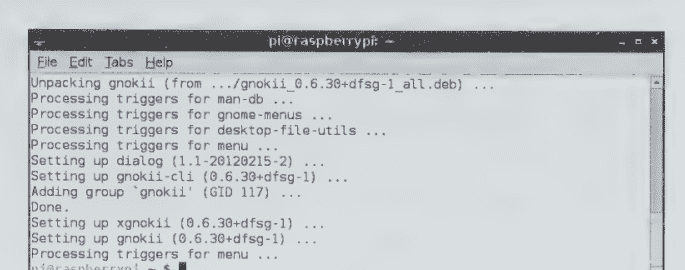 pi@raspberrypi: ~
File Edit Tabs Help
Unpacking gnokii (from .../gnokii_0.6.30+dfsg-1_all.deb) ...
Processing triggers for man-db ...
Processing triggers for gnome-menus ...
Processing triggers for desktop-file-utils ...
Processing triggers for menu ...
Setting up dialog (1.1-20120215-2) ...
Setting up gnokii-cli (0.6.30+dfsg-1) ...
Adding group `gnokii' (GID 117) ...
Done.
Setting up xgnokii (0.6.30+dfsg-1) ...
Setting up gnokii (0.6.30+dfsg-1) ...
Processing triggers for menu ...
pi@raspberrypi ~ $